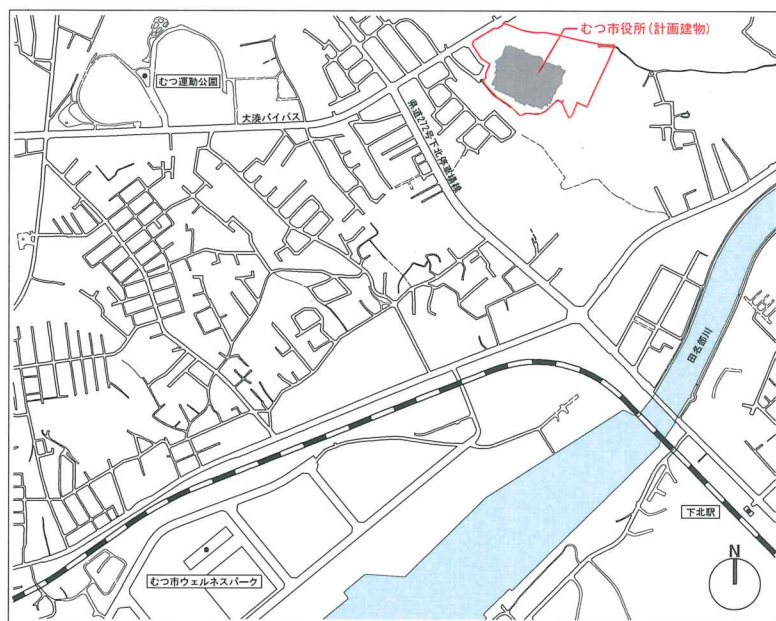 むつ市役所(計画建物)
むつ運動公園
大湊バイパス
県道272号下北停車場線
田名部川
下北駅
むつ市ウェルネスパーク
N